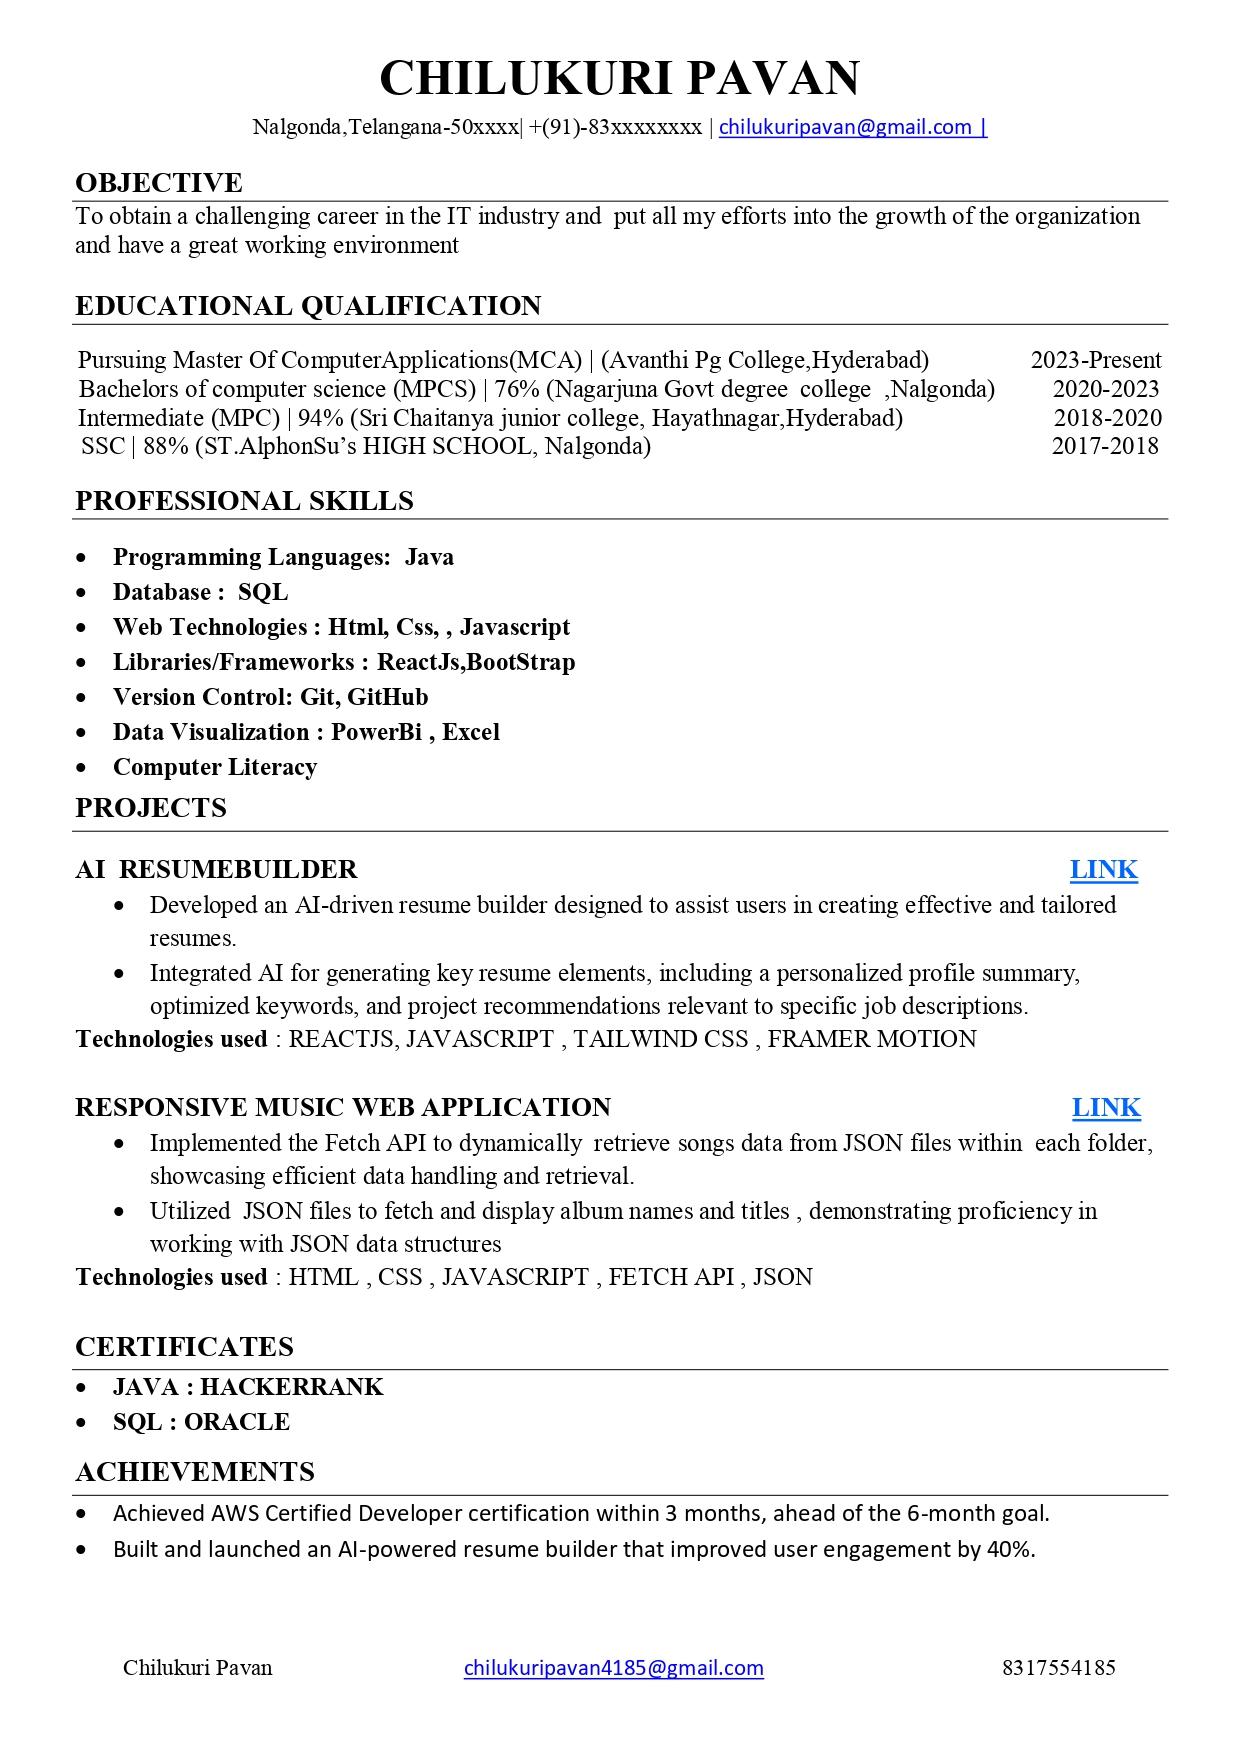 CHILUKURI PAVAN
Nalgonda,Telangana-50xxxx| +(91)-83xxxxxxxx | chilukuripavan@gmail.com |
OBJECTIVE
To obtain a challenging career in the IT industry and  put all my efforts into the growth of the organization
and have a great working environment
EDUCATIONAL QUALIFICATION
Pursuing Master Of ComputerApplications(MCA) | (Avanthi Pg College,Hyderabad) 2023-Present
Bachelors of computer science (MPCS) | 76% (Nagarjuna Govt degree  college  ,Nalgonda) 2020-2023
Intermediate (MPC) | 94% (Sri Chaitanya junior college, Hayathnagar,Hyderabad) 2018-2020
SSC | 88% (ST.AlphonSu’s HIGH SCHOOL, Nalgonda) 2017-2018
PROFESSIONAL SKILLS
• Programming Languages:  Java
• Database :  SQL
• Web Technologies : Html, Css, , Javascript
• Libraries/Frameworks : ReactJs,BootStrap
• Version Control: Git, GitHub
• Data Visualization : PowerBi , Excel
• Computer Literacy
PROJECTS
AI  RESUMEBUILDER LINK
• Developed an AI-driven resume builder designed to assist users in creating effective and tailored
resumes.
• Integrated AI for generating key resume elements, including a personalized profile summary,
optimized keywords, and project recommendations relevant to specific job descriptions.
Technologies used : REACTJS, JAVASCRIPT , TAILWIND CSS , FRAMER MOTION
RESPONSIVE MUSIC WEB APPLICATION LINK
• Implemented the Fetch API to dynamically  retrieve songs data from JSON files within  each folder,
showcasing efficient data handling and retrieval.
• Utilized  JSON files to fetch and display album names and titles , demonstrating proficiency in
working with JSON data structures
Technologies used : HTML , CSS , JAVASCRIPT , FETCH API , JSON
CERTIFICATES
• JAVA : HACKERRANK
• SQL : ORACLE
ACHIEVEMENTS
• Achieved AWS Certified Developer certification within 3 months, ahead of the 6-month goal.
• Built and launched an AI-powered resume builder that improved user engagement by 40%.
Chilukuri Pavan chilukuripavan4185@gmail.com 8317554185